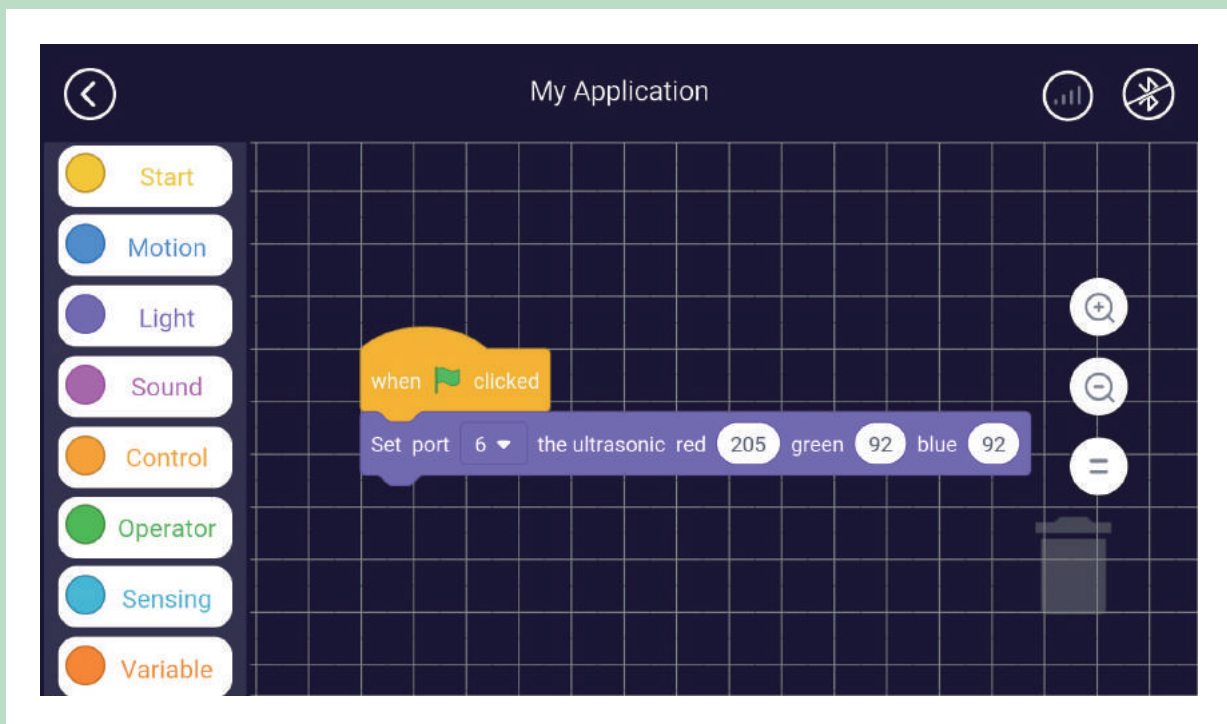 My Application
Start
Motion
Light
Sound
Control
Operator
Sensing
Variable
when clicked
Set port 6 the ultrasonic red 205 green 92 blue 92